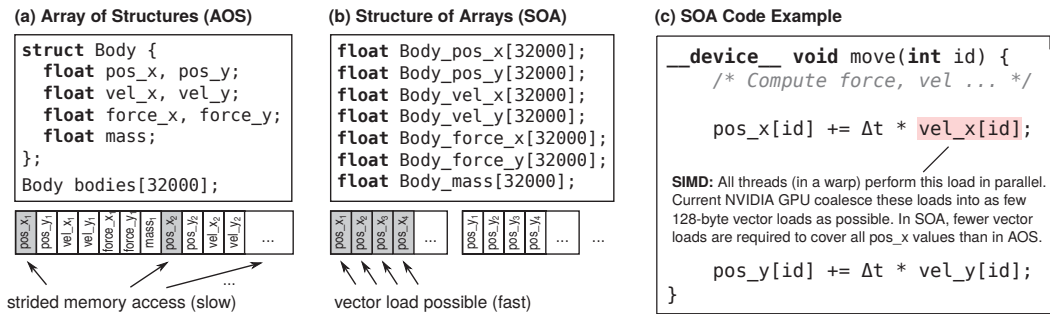 (a) Array of Structures (AOS)
struct Body {
float pos_x, pos_y;
float vel_x, vel_y;
float force_x, force_y;
float mass;
};
Body bodies[32000];
pos_x₁ pos_y₁ vel_x₁ vel_y₁ force_x₁ force_y₁ mass₁ pos_x₂ pos_y₂ vel_x₂ vel_y₂ ...
...
strided memory access (slow)
(b) Structure of Arrays (SOA)
float Body_pos_x[32000];
float Body_pos_y[32000];
float Body_vel_x[32000];
float Body_vel_y[32000];
float Body_force_x[32000];
float Body_force_y[32000];
float Body_mass[32000];
pos_x₁ pos_x₂ pos_x₃ pos_x₄ ... pos_y₁ pos_y₂ pos_y₃ pos_y₄ ...
vector load possible (fast)
(c) SOA Code Example
__device__ void move(int id) {
/* Compute force, vel ... */
pos_x[id] += Δt * vel_x[id];
SIMD: All threads (in a warp) perform this load in parallel.
Current NVIDIA GPU coalesce these loads into as few
128-byte vector loads as possible. In SOA, fewer vector
loads are required to cover all pos_x values than in AOS.
pos_y[id] += Δt * vel_y[id];
}